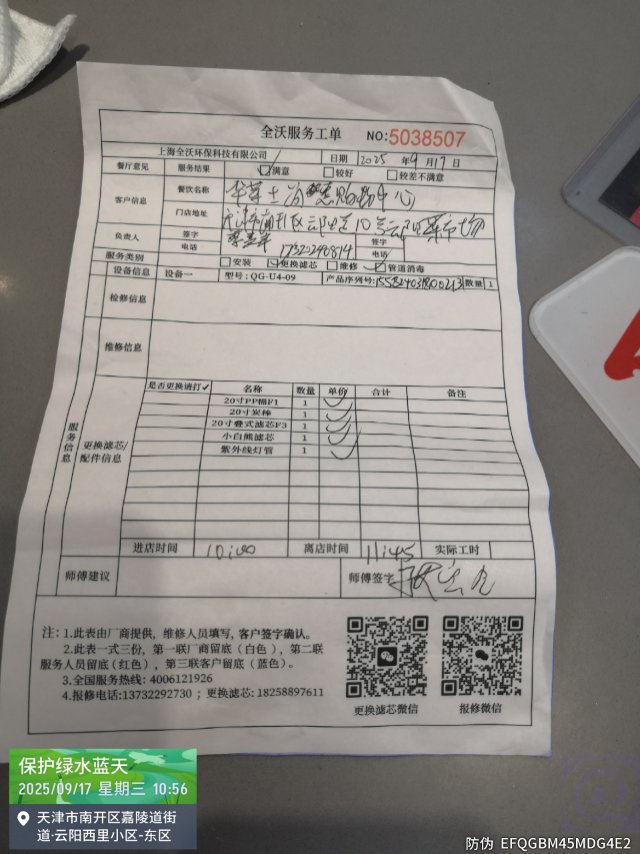 全沃服务工单 NO:5038507
上海全沃环保科技有限公司 日期 2025年9月17日
餐厅意见 服务结果 满意 较好 较差不满意
客户信息 餐饮名称
门店地址
负责人 签字 签字
电话 电话
服务类别 安装 更换滤芯 维修 管道消毒
设备信息 设备一 型号:QG-U4-09 产品序列号: 数量 1
检修信息
维修信息
服务信息
更换滤芯/配件信息
是否更换请打✓ 名称 数量 单价 合计 备注
20寸PP棉F1 1
20寸炭棒 1
20寸叠式滤芯F3 1
小白熊滤芯 1
紫外线灯管 1
进店时间 10:00 离店时间 11:45 实际工时
师傅建议 师傅签字
注: 1.此表由厂商提供, 维修人员填写, 客户签字确认。
2.此表一式三份, 第一联厂商留底(白色), 第二联
服务人员留底(红色), 第三联客户留底(蓝色)。
3.全国服务热线: 4006121926
4.报修电话:13732292730 ; 更换滤芯: 18258897611
更换滤芯微信 报修微信
保护绿水蓝天
2025/09/17 星期三 10:56
天津市南开区嘉陵道街
道·云阳西里小区-东区
防伪 EFQGBM45MDG4E2